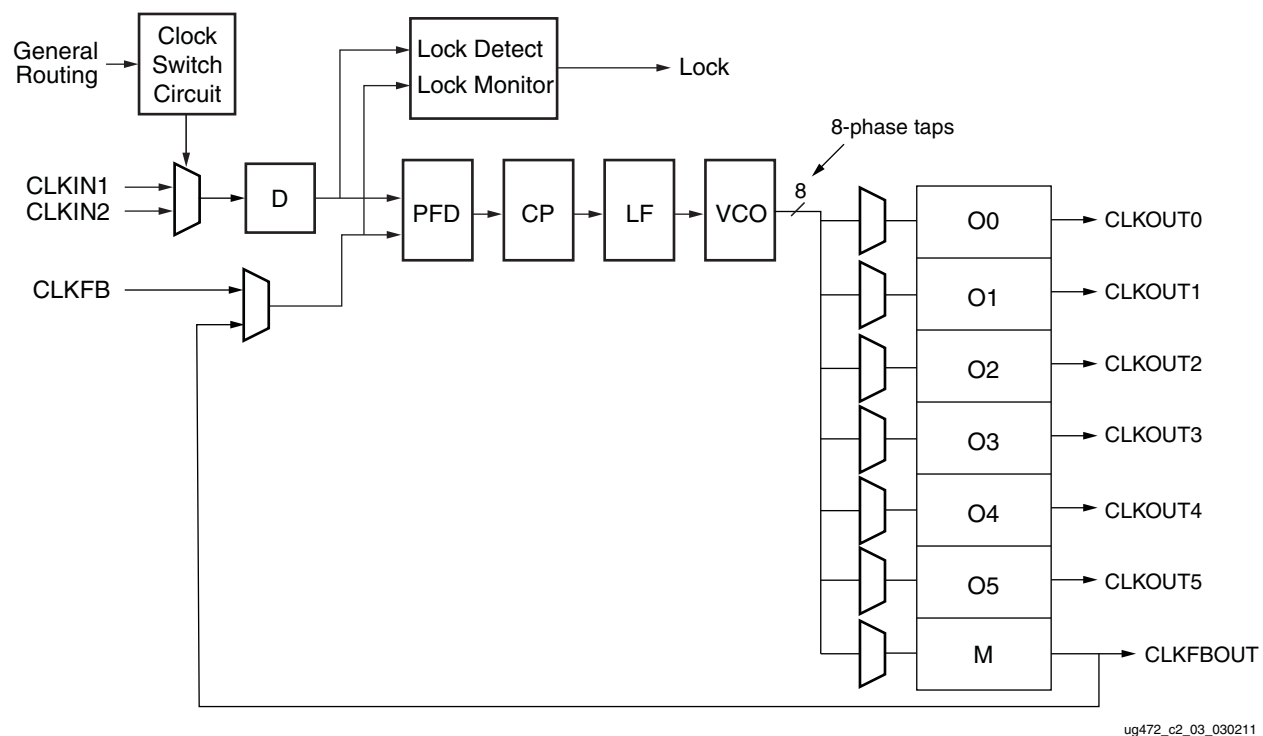 General
Routing
Clock
Switch
Circuit
Lock Detect
Lock Monitor
Lock
8-phase taps
CLKIN1
CLKIN2
D
PFD
CP
LF
VCO
8
CLKFB
O0
CLKOUT0
O1
CLKOUT1
O2
CLKOUT2
O3
CLKOUT3
O4
CLKOUT4
O5
CLKOUT5
M
CLKFBOUT
ug472_c2_03_030211